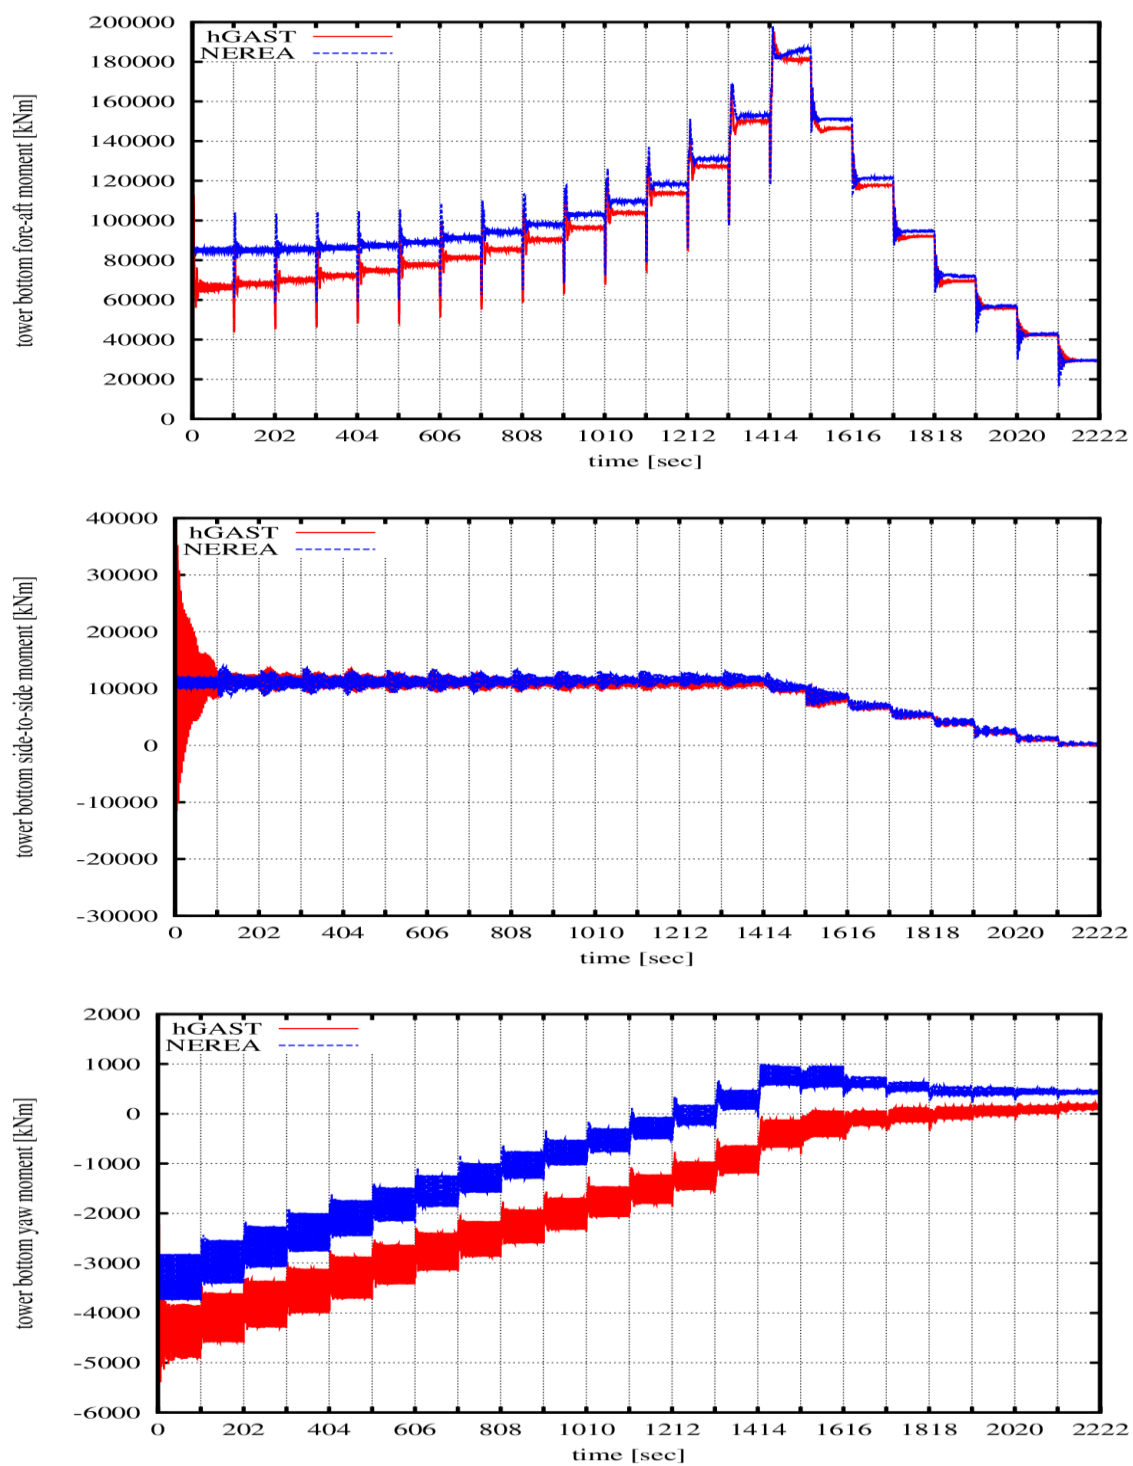 200000
180000
160000
140000
120000
100000
80000
60000
40000
20000
0
tower bottom fore-aft moment [kNm]
hGAST
NEREA
0 202 404 606 808 1010 1212 1414 1616 1818 2020 2222
time [sec]
40000
30000
20000
10000
0
-10000
-20000
-30000
tower bottom side-to-side moment [kNm]
hGAST
NEREA
0 202 404 606 808 1010 1212 1414 1616 1818 2020 2222
time [sec]
2000
1000
0
-1000
-2000
-3000
-4000
-5000
-6000
tower bottom yaw moment [kNm]
hGAST
NEREA
0 202 404 606 808 1010 1212 1414 1616 1818 2020 2222
time [sec]